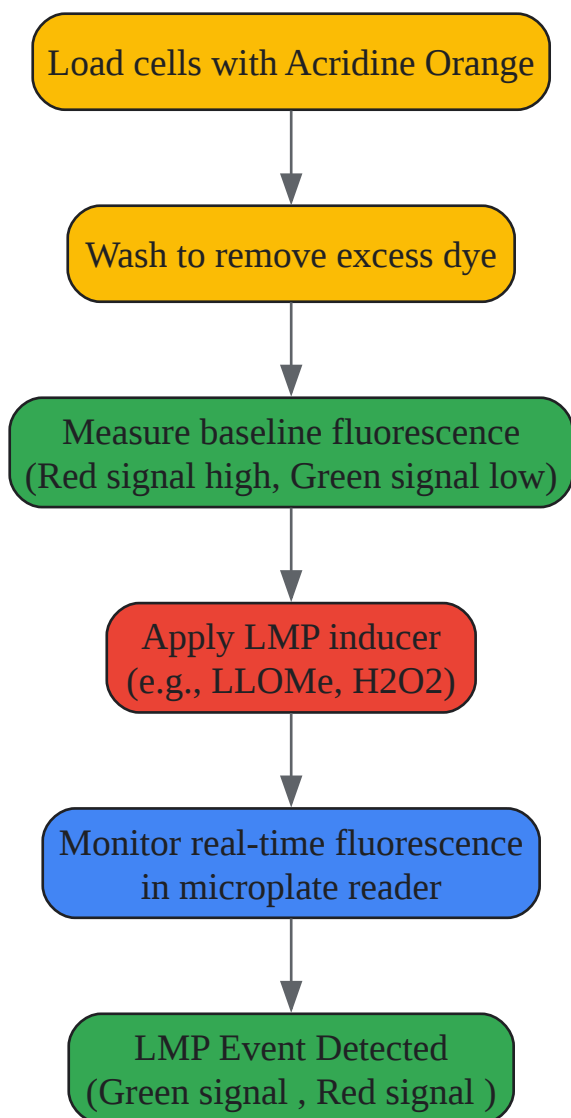 Load cells with Acridine Orange
Wash to remove excess dye
Measure baseline fluorescence
(Red signal high, Green signal low)
Apply LMP inducer
(e.g., LLOMe, H2O2)
Monitor real-time fluorescence
in microplate reader
LMP Event Detected
(Green signal , Red signal )